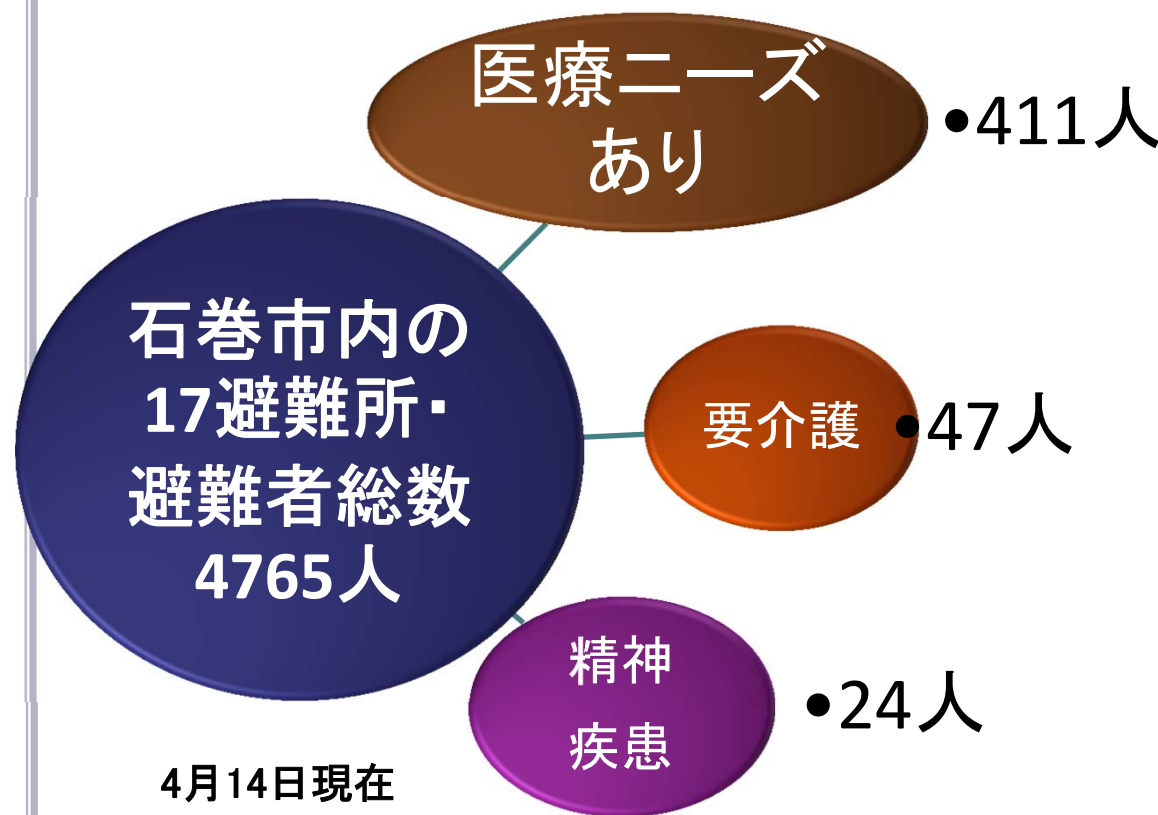 医療ニーズ
あり
•411人
石巻市内の
17避難所・
避難者総数
4765人
要介護
•47人
精神
疾患
•24人
4月14日現在